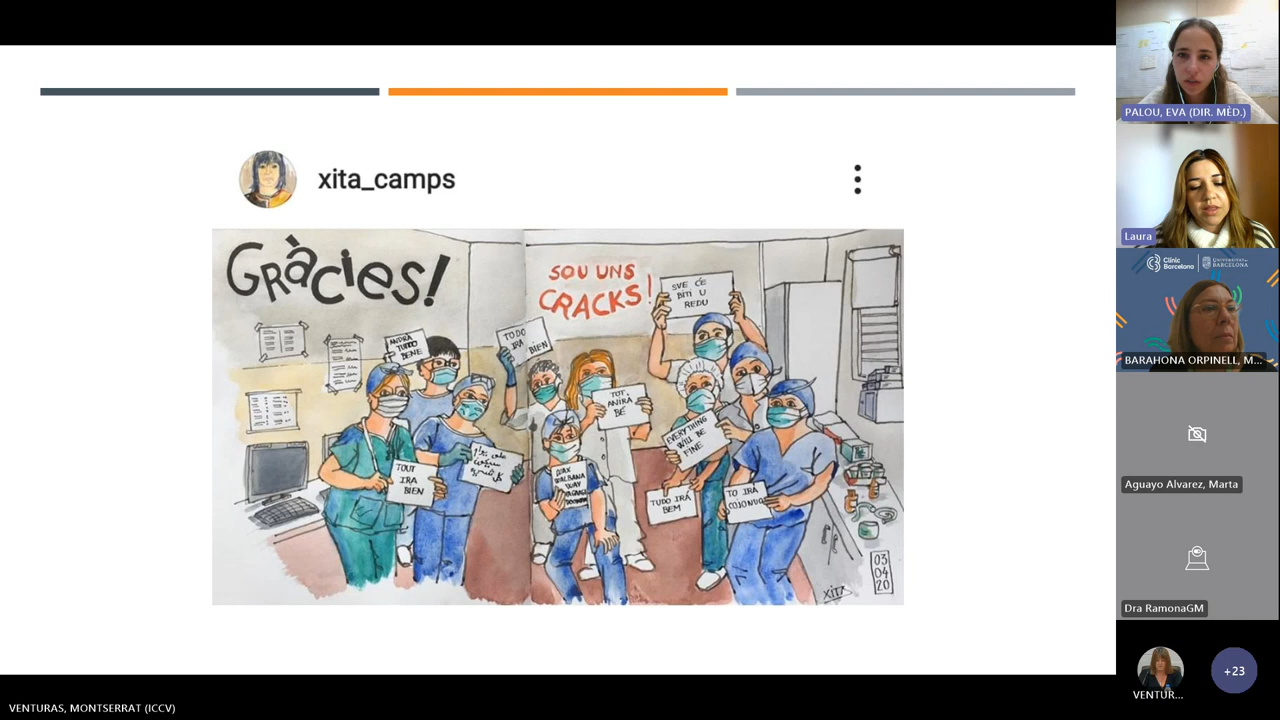 xita_camps
GRÀCIES!
SOU UNS
CRACKS!
SVE ĆE
BITI U
REDU
ANDRÀ
TUTTO
BENE
TODO
IRÁ
BIEN
TOT
ANIRÀ
BÉ
EVERYTHING
WILL BE
FINE
TOUT
IRA
BIEN
TUDO IRÁ
BEM
TO IRÁ
COJONUDO
03
04
20
XITA
PALOU, EVA (DIR. MÈD.)
Laura
Clínic
Barcelona
UNIVERSITAT DE
BARCELONA
BARAHONA ORPINELL, M...
Aguayo Alvarez, Marta
Dra RamonaGM
VENTUR...
+23
VENTURAS, MONTSERRAT (ICCV)